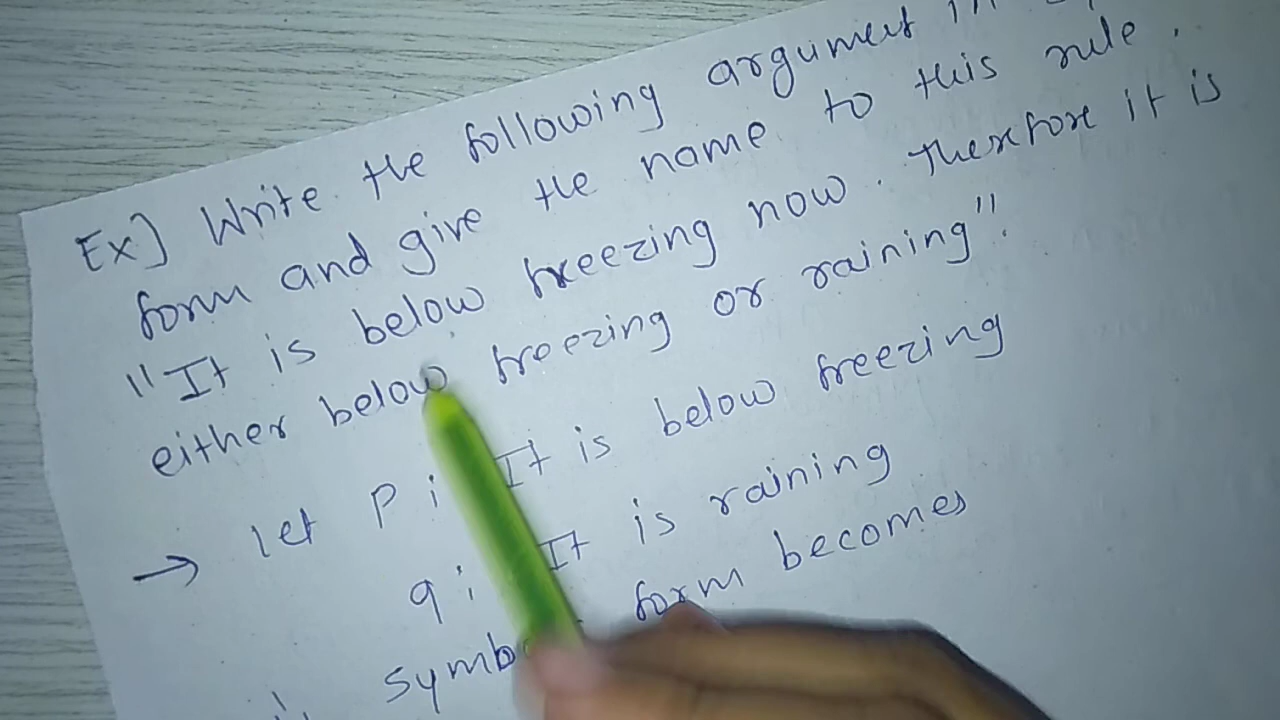 Ex] Write the following argument in
form and give the name to this rule.
"It is below freezing now. Therefore it is
either below freezing or raining".
→ let p : It is below freezing
q : It is raining
symb form becomes